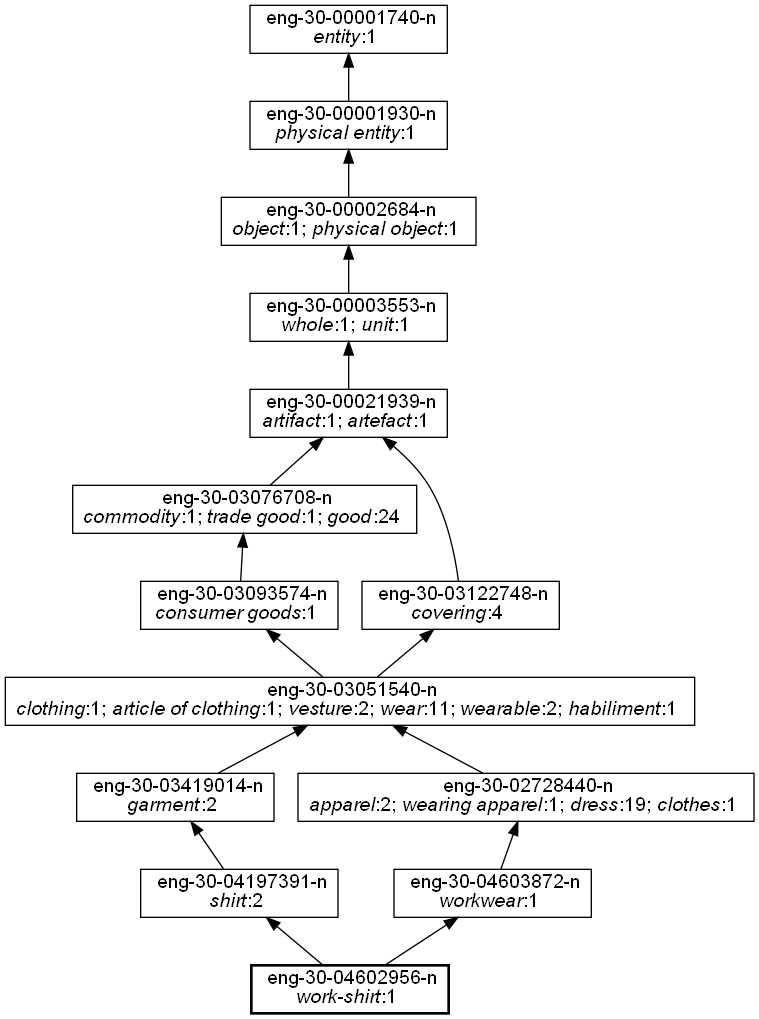 eng-30-00001740-n
entity:1
eng-30-00001930-n
physical entity:1
eng-30-00002684-n
object:1; physical object:1
eng-30-00003553-n
whole:1; unit:1
eng-30-00021939-n
artifact:1; artefact:1
eng-30-03076708-n
commodity:1; trade good:1; good:24
eng-30-03093574-n
consumer goods:1
eng-30-03122748-n
covering:4
eng-30-03051540-n
clothing:1; article of clothing:1; vesture:2; wear:11; wearable:2; habiliment:1
eng-30-03419014-n
garment:2
eng-30-02728440-n
apparel:2; wearing apparel:1; dress:19; clothes:1
eng-30-04197391-n
shirt:2
eng-30-04603872-n
workwear:1
eng-30-04602956-n
work-shirt:1